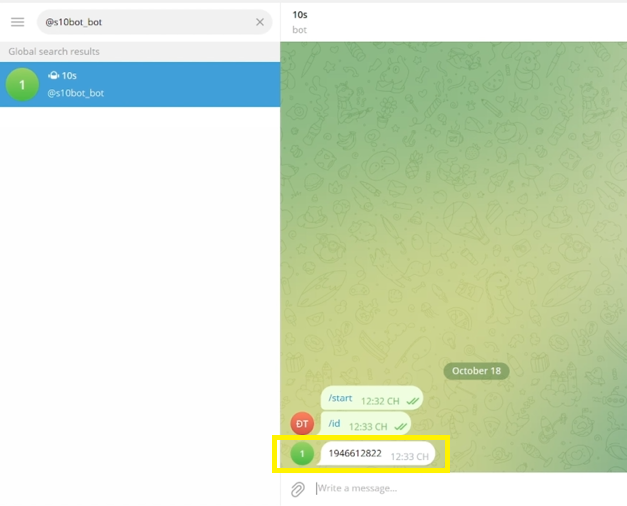 @s10bot_bot
Global search results
1
10s
@s10bot_bot
10s
bot
October 18
/start 12:32 CH
ĐT
/id 12:33 CH
1
1946612822 12:33 CH
Write a message...